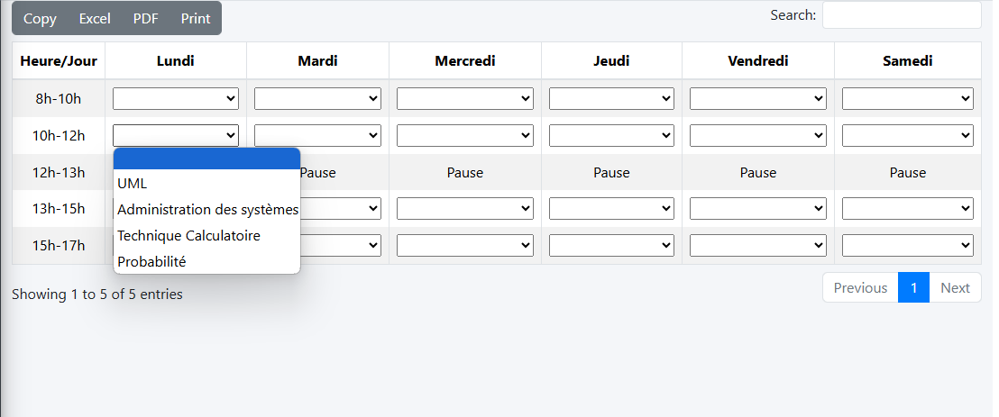 Copy Excel PDF Print Search:
Heure/Jour Lundi Mardi Mercredi Jeudi Vendredi Samedi
8h-10h
10h-12h
12h-13h Pause Pause Pause Pause Pause
UML
13h-15h
Administration des systèmes
Technique Calculatoire
15h-17h
Probabilité
Showing 1 to 5 of 5 entries Previous 1 Next